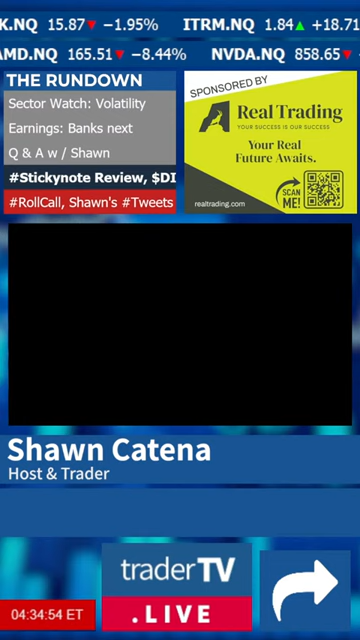 K.NQ 15.87▼ −1.95% ITRM.NQ 1.84▲ +18.71
AMD.NQ 165.51▼ −8.44% NVDA.NQ 858.65▼
THE RUNDOWN
Sector Watch: Volatility
Earnings: Banks next
Q & A w / Shawn
#Stickynote Review, $DI
#RollCall, Shawn's #Tweets
SPONSORED BY
Real Trading
YOUR SUCCESS IS OUR SUCCESS
Your Real
Future Awaits.
SCAN
ME!
realtrading.com
Shawn Catena
Host & Trader
traderTV
.LIVE
04:34:54 ET